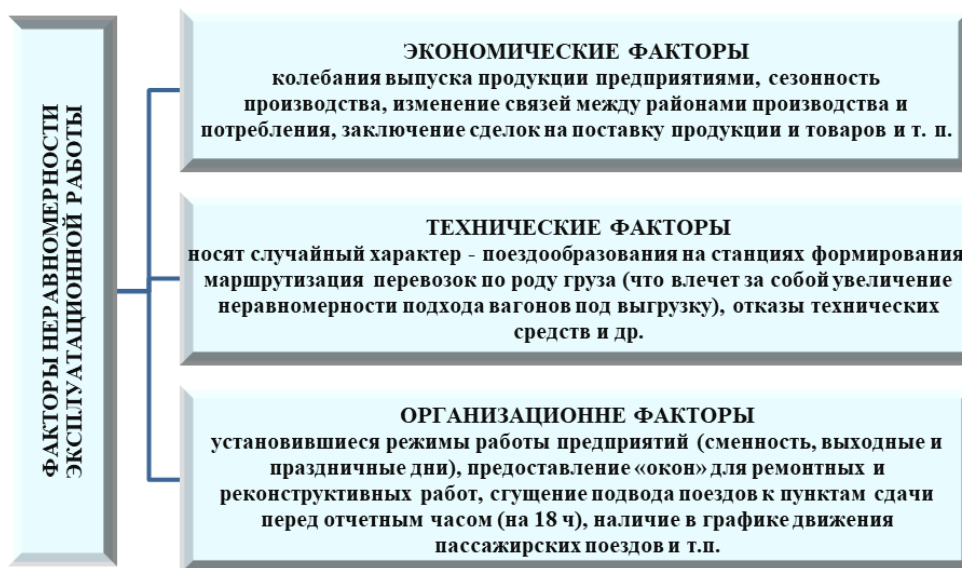 ФАКТОРЫ НЕРАВНОМЕРНОСТИ
ЭКСПЛУАТАЦИОННОЙ РАБОТЫ
ЭКОНОМИЧЕСКИЕ ФАКТОРЫ
колебания выпуска продукции предприятиями, сезонность
производства, изменение связей между районами производства и
потребления, заключение сделок на поставку продукции и товаров и т. п.
ТЕХНИЧЕСКИЕ ФАКТОРЫ
носят случайный характер - поездообразования на станциях формирования
маршрутизация перевозок по роду груза (что влечет за собой увеличение
неравномерности подхода вагонов под выгрузку), отказы технических
средств и др.
ОРГАНИЗАЦИОННЕ ФАКТОРЫ
установившиеся режимы работы предприятий (сменность, выходные и
праздничные дни), предоставление «окон» для ремонтных и
реконструктивных работ, сгущение подвода поездов к пунктам сдачи
перед отчетным часом (на 18 ч), наличие в графике движения
пассажирских поездов и т.п.